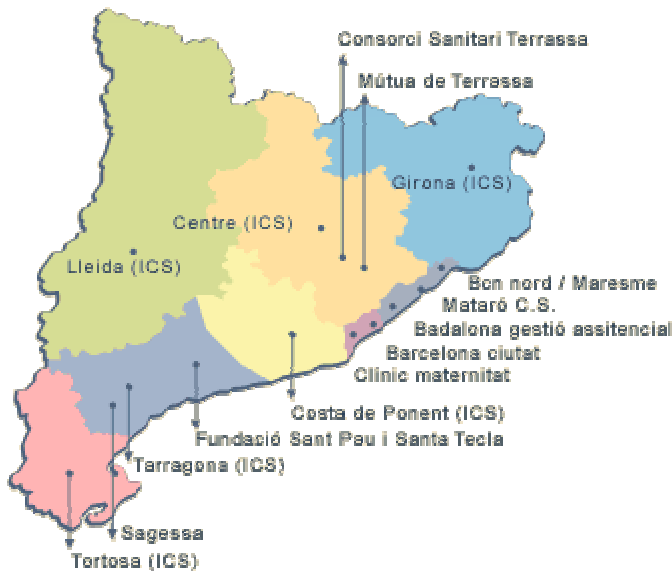 Consorci Sanitari Terrassa
Mútua de Terrassa
Girona (ICS)
Centre (ICS)
Lleida (ICS)
Bcn nord / Maresme
Mataró C.S.
Badalona gestió assitencial
Barcelona ciutat
Clínic maternitat
Costa de Ponent (ICS)
Fundació Sant Pau i Santa Tecla
Tarragona (ICS)
Sagessa
Tortosa (ICS)